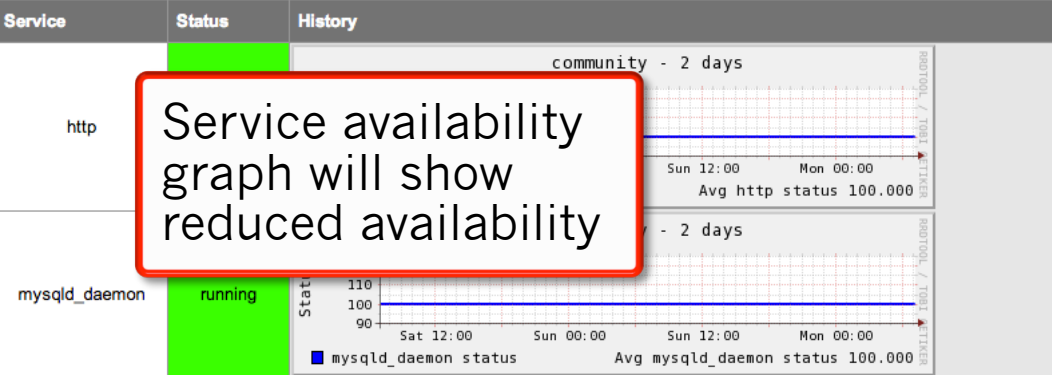 Service Status History
community - 2 days
http
Service availability
graph will show
reduced availability
Sun 12:00 Mon 00:00
Avg http status 100.000
RRDTOOL / TOBI OETIKER
- 2 days
mysqld_daemon running
110
100
90
Sat 12:00 Sun 00:00 Sun 12:00 Mon 00:00
mysqld_daemon status Avg mysqld_daemon status 100.000
RRDTOOL / TOBI OETIKER